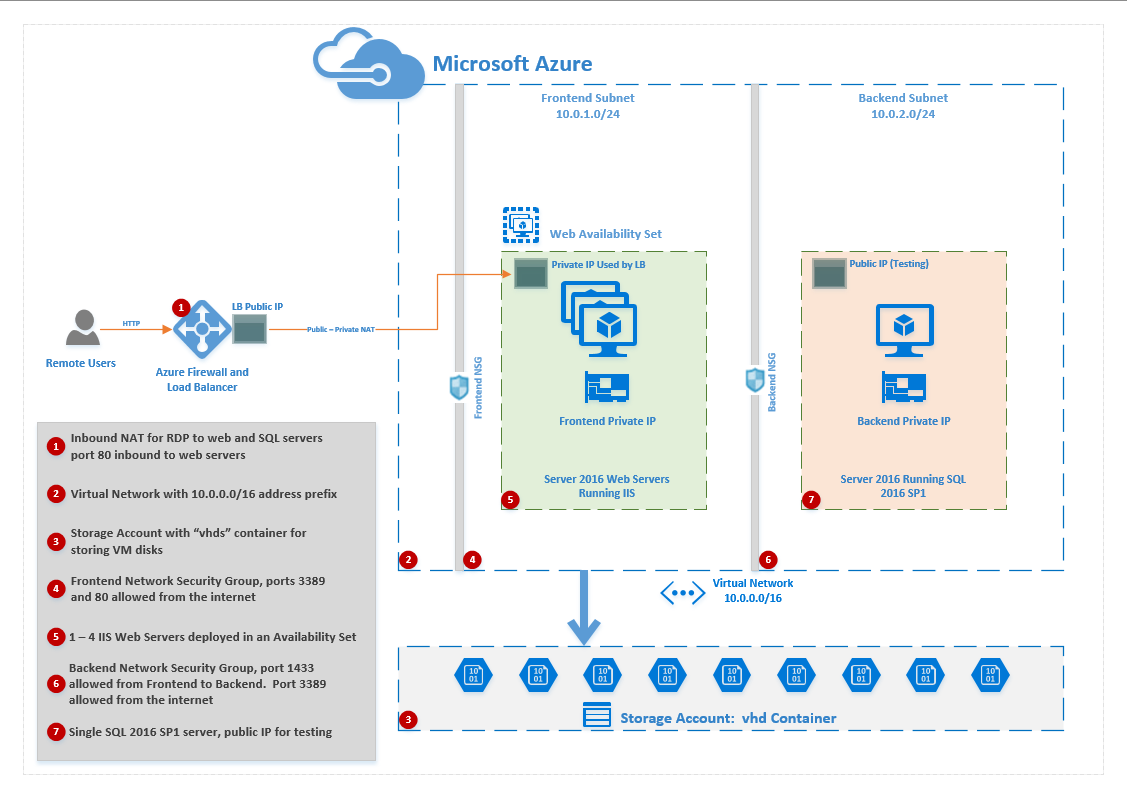 Microsoft Azure
Frontend Subnet
10.0.1.0/24
Backend Subnet
10.0.2.0/24
Web Availability Set
Private IP Used by LB
Public IP (Testing)
1
LB Public IP
HTTP
Public – Private NAT
Remote Users
Azure Firewall and
Load Balancer
Frontend NSG
Backend NSG
Frontend Private IP
Backend Private IP
Server 2016 Web Servers
Running IIS
5
Server 2016 Running SQL
2016 SP1
7
2
4
6
Virtual Network
10.0.0.0/16
1
Inbound NAT for RDP to web and SQL servers
port 80 inbound to web servers
2
Virtual Network with 10.0.0.0/16 address prefix
3
Storage Account with “vhds” container for
storing VM disks
4
Frontend Network Security Group, ports 3389
and 80 allowed from the internet
5
1 – 4 IIS Web Servers deployed in an Availability Set
6
Backend Network Security Group, port 1433
allowed from Frontend to Backend. Port 3389
allowed from the internet
7
Single SQL 2016 SP1 server, public IP for testing
10 10 10 10 10 10 10 10 10
01 01 01 01 01 01 01 01 01
3
Storage Account: vhd Container